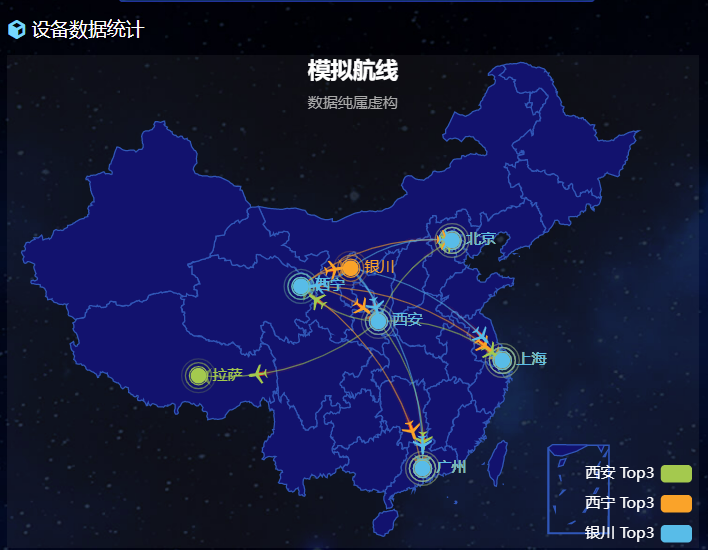 设备数据统计
模拟航线
数据纯属虚构
北京
银川
西宁
西安
上海
拉萨
广州
西安 Top3
西宁 Top3
银川 Top3